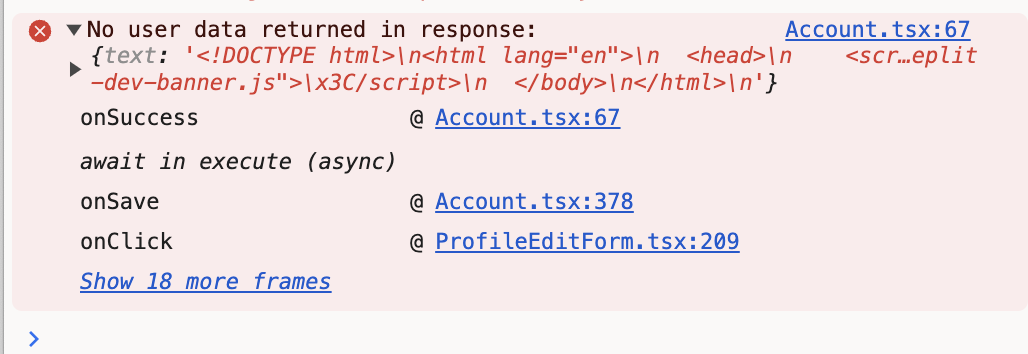 No user data returned in response: Account.tsx:67
{text: '<!DOCTYPE html>\n<html lang="en">\n  <head>\n    <scr…eplit
-dev-banner.js">\x3C/script>\n  </body>\n</html>\n'}
onSuccess @ Account.tsx:67
await in execute (async)
onSave @ Account.tsx:378
onClick @ ProfileEditForm.tsx:209
Show 18 more frames